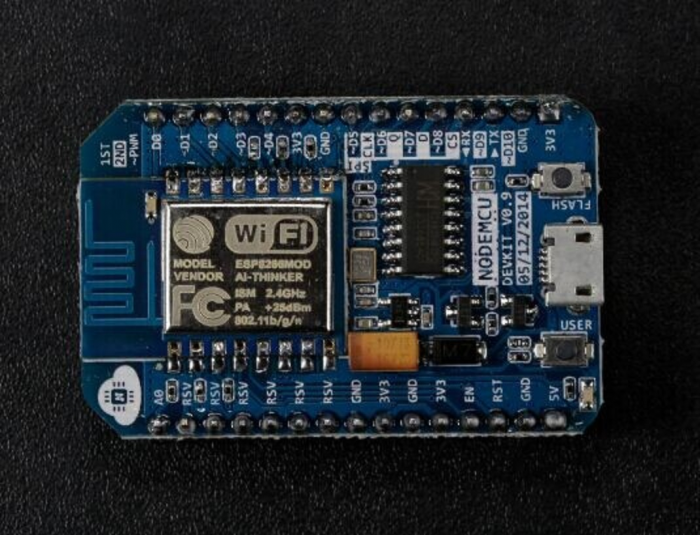 1ST
2ND
~PWM
D0
~D1
~D2
~D3
~D4
3V3
GND
~D5
CLK
~D6
Q
~D7
D
~D8
CS
RX
~D9
TX
~D10
GND
3V3
WiFi
MODEL ESP8266MOD
VENDOR AI-THINKER
FC ISM 2.4GHz
PA +25dBm
802.11b/g/n
NODEMCU
DEVKIT V0.9
05/12/2014
FLASH
USER
N
A0
RSV
RSV
RSV
RSV
RSV
RSV
GND
3V3
GND
3V3
EN
RST
GND
5V